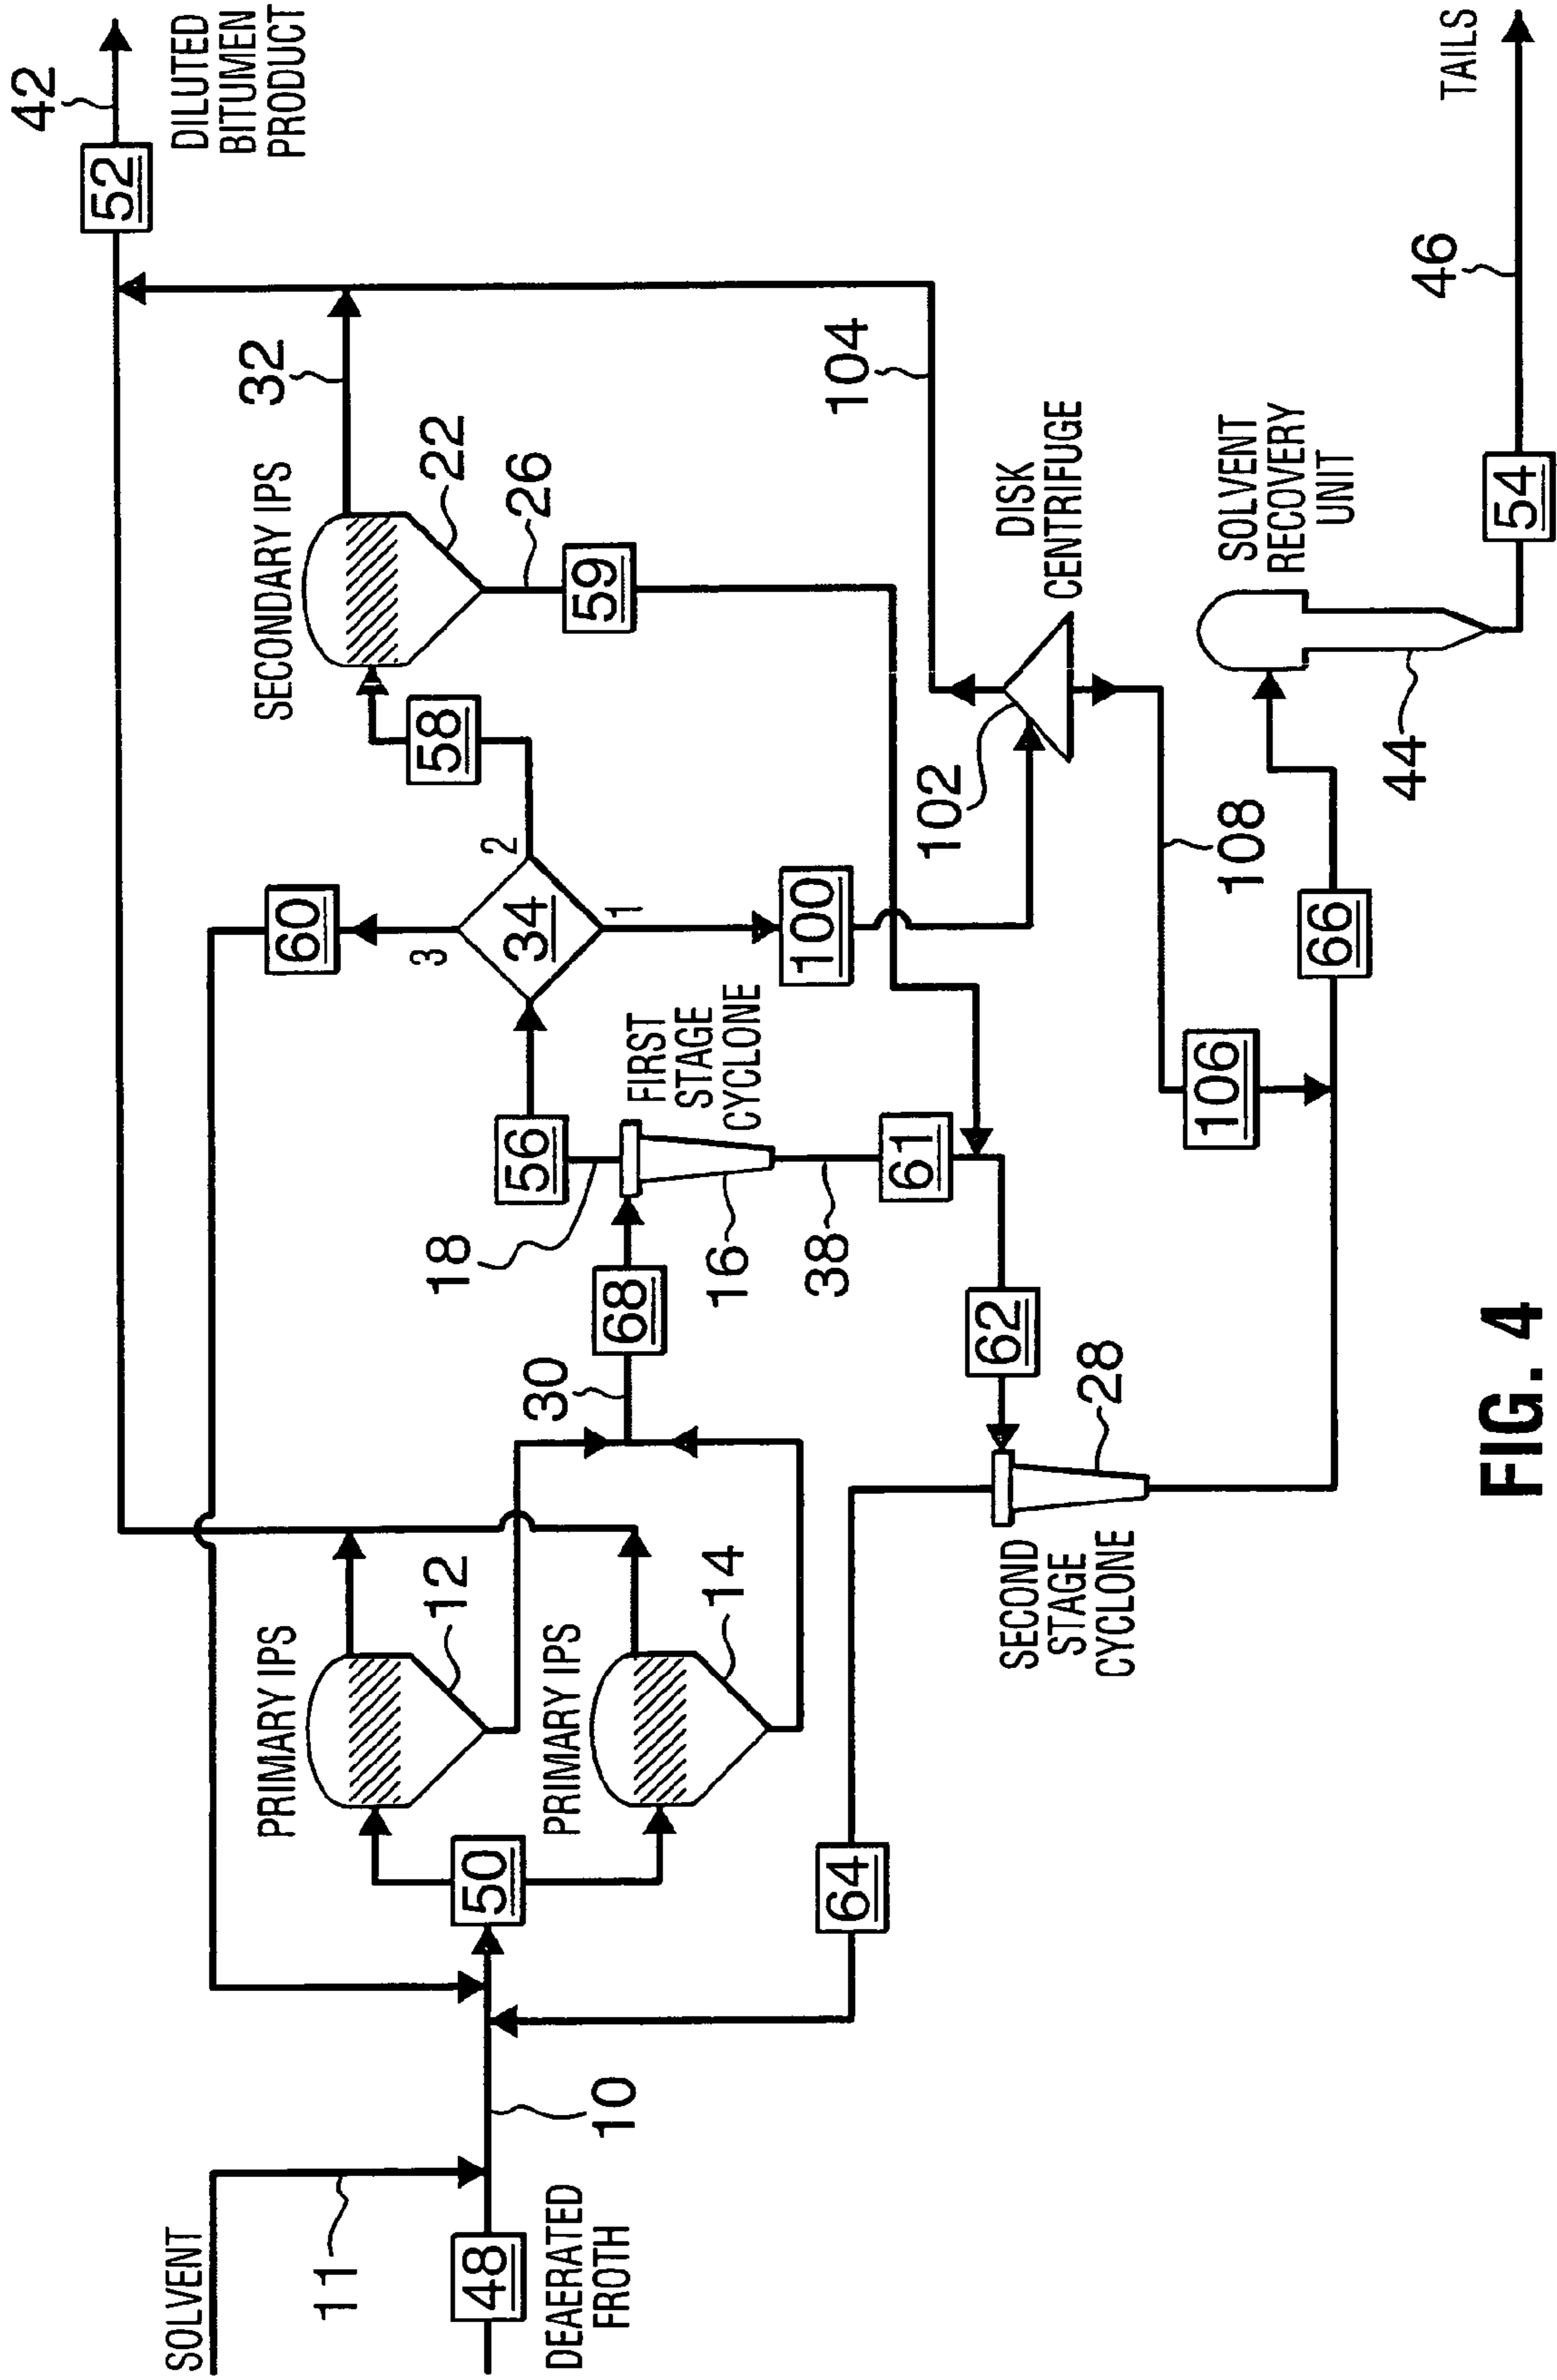 SOLVENT
11
48
DEAERATED
FROTH
10
50
PRIMARY IPS
12
PRIMARY IPS
14
64
SECOND
STAGE
CYCLONE
28
30
68
18
56
16
FIRST
STAGE
CYCLONE
38
61
62
60
3
34
2
1
58
100
SECONDARY IPS
22
26
59
32
102
DISK
CENTRIFUGE
104
106
108
66
SOLVENT
RECOVERY
UNIT
44
54
46
TAILS
52
42
DILUTED
BITUMEN
PRODUCT
FIG. 4